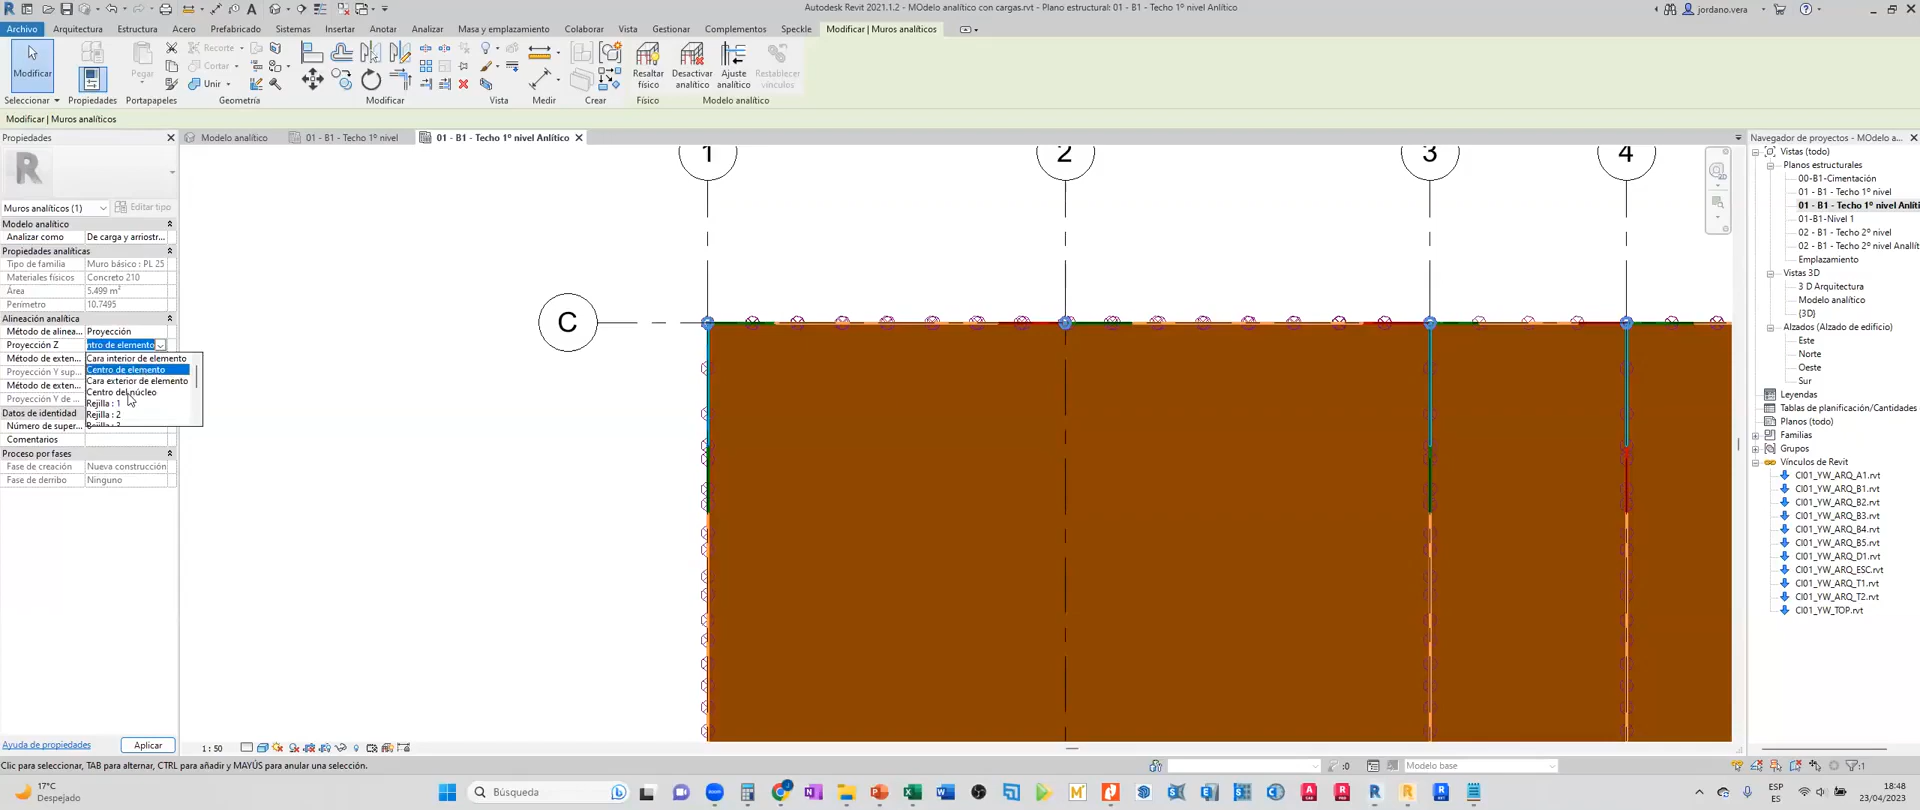 Autodesk Revit 2021.1.2 - MOdelo analítico con cargas.rvt - Plano estructural: 01 - B1 - Techo 1º nivel Anlítico
jordano.vera
Archivo Arquitectura Estructura Acero Prefabricado Sistemas Insertar Anotar Analizar Masa y emplazamiento Colaborar Vista Gestionar Complementos Speckle Modificar | Muros analíticos
Modificar
Pegar
Recorte
Cortar
Unir
Resaltar físico
Desactivar analítico
Ajuste analítico
Restablecer vínculos
Seleccionar Propiedades Portapapeles Geometría Modificar Vista Medir Crear Físico Modelo analítico
Modificar | Muros analíticos
Propiedades
Modelo analítico
01 - B1 - Techo 1º nivel
01 - B1 - Techo 1º nivel Anlítico
Muros analíticos (1)
Editar tipo
Modelo analítico
Analizar como De carga y arriostr...
Propiedades analíticas
Tipo de familia Muro básico : PL 25
Materiales físicos Concreto 210
Área 5.499 m²
Perímetro 10.7495
Alineación analítica
Método de alinea... Proyección
Proyección Z ntro de elemento
Método de exten...
Proyección Y sup...
Método de exten...
Proyección Y de ...
Cara interior de elemento
Centro de elemento
Cara exterior de elemento
Centro del núcleo
Rejilla : 1
Rejilla : 2
Rejilla : 3
Datos de identidad
Número de super...
Comentarios
Proceso por fases
Fase de creación Nueva construcción
Fase de derribo Ninguno
Ayuda de propiedades
Aplicar
1
2
3
4
C
Navegador de proyectos - MOdelo a...
Vistas (todo)
Planos estructurales
00-B1-Cimentación
01 - B1 - Techo 1º nivel
01 - B1 - Techo 1º nivel Anlíti
01-B1-Nivel 1
02 - B1 - Techo 2º nivel
02 - B1 - Techo 2º nivel Anallít
Emplazamiento
Vistas 3D
3 D Arquitectura
Modelo analítico
(3D)
Alzados (Alzado de edificio)
Este
Norte
Oeste
Sur
Leyendas
Tablas de planificación/Cantidades
Planos (todo)
Familias
Grupos
Vínculos de Revit
CI01_YW_ARQ_A1.rvt
CI01_YW_ARQ_B1.rvt
CI01_YW_ARQ_B2.rvt
CI01_YW_ARQ_B3.rvt
CI01_YW_ARQ_B4.rvt
CI01_YW_ARQ_B5.rvt
CI01_YW_ARQ_D1.rvt
CI01_YW_ARQ_ESC.rvt
CI01_YW_ARQ_T1.rvt
CI01_YW_ARQ_T2.rvt
CI01_YW_TOP.rvt
1 : 50
Clic para seleccionar, TAB para alternar, CTRL para añadir y MAYÚS para anular una selección.
:0
Modelo base
:1
17°C
Despejado
Búsqueda
ESP
ES
18:48
23/04/2023